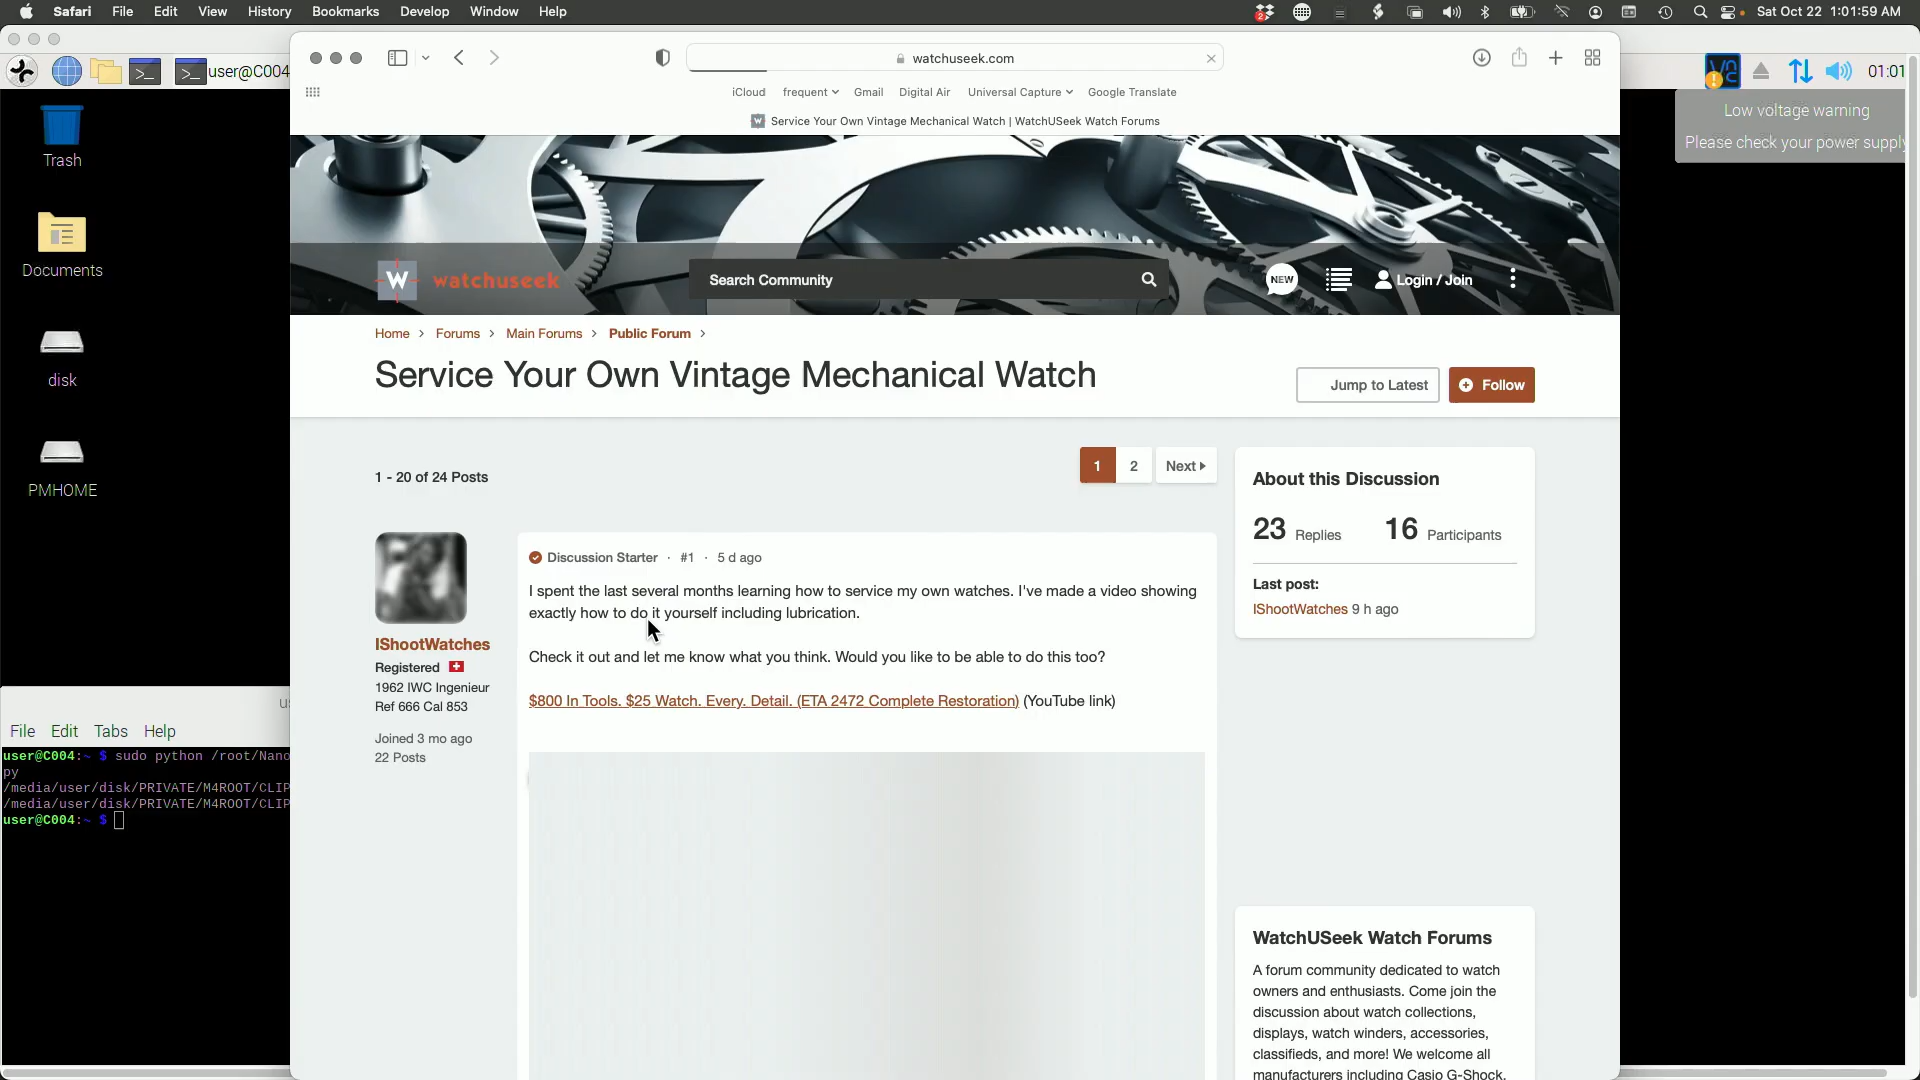 Safari File Edit View History Bookmarks Develop Window Help
2
Sat Oct 22 1:01:59 AM
user@C004
01:01
watchuseek.com
iCloud frequent Gmail Digital Air Universal Capture Google Translate
Service Your Own Vintage Mechanical Watch | WatchUSeek Watch Forums
Low voltage warning
Please check your power supply
Trash
Documents
disk
PMHOME
W watchuseek
Search Community
NEW
Login / Join
Home > Forums > Main Forums > Public Forum >
Service Your Own Vintage Mechanical Watch
Jump to Latest
Follow
1 - 20 of 24 Posts
1 2 Next
About this Discussion
23 Replies 16 Participants
Last post:
IShootWatches 9 h ago
IShootWatches
Registered
1962 IWC Ingenieur
Ref 666 Cal 853
Joined 3 mo ago
22 Posts
Discussion Starter · #1 · 5 d ago
I spent the last several months learning how to service my own watches. I've made a video showing
exactly how to do it yourself including lubrication.
Check it out and let me know what you think. Would you like to be able to do this too?
$800 In Tools. $25 Watch. Every. Detail. (ETA 2472 Complete Restoration) (YouTube link)
WatchUSeek Watch Forums
A forum community dedicated to watch
owners and enthusiasts. Come join the
discussion about watch collections,
displays, watch winders, accessories,
classifieds, and more! We welcome all
manufacturers including Casio G-Shock,
File Edit Tabs Help
user@C004:~ $ sudo python /root/Nano
py
/media/user/disk/PRIVATE/M4ROOT/CLIP
/media/user/disk/PRIVATE/M4ROOT/CLIP
user@C004:~ $